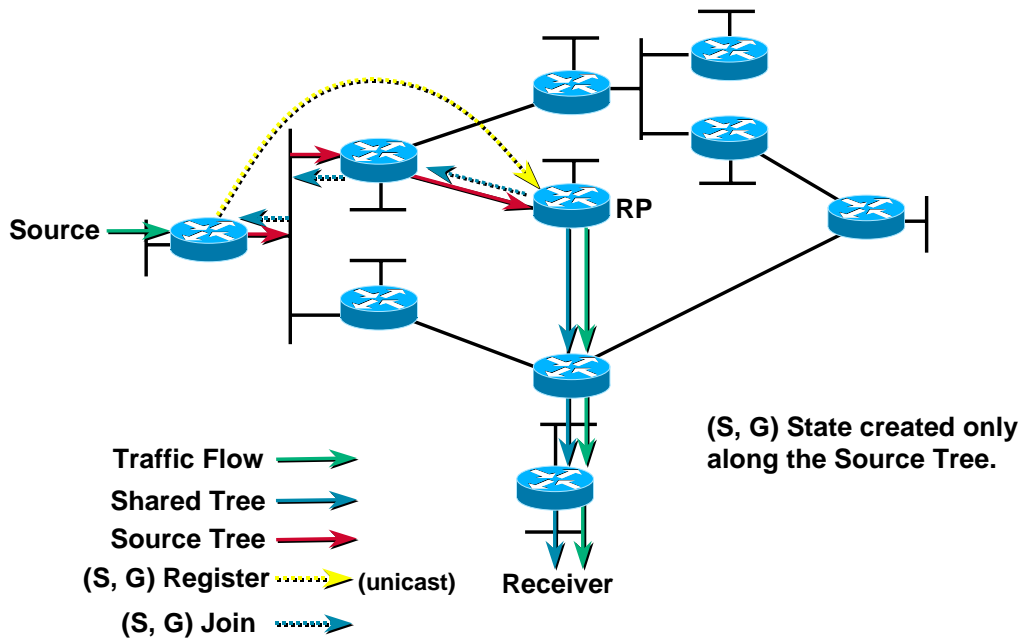 RP
Source
(S, G) State created only
along the Source Tree.
Traffic Flow
Shared Tree
Source Tree
(S, G) Register
(unicast)
Receiver
(S, G) Join